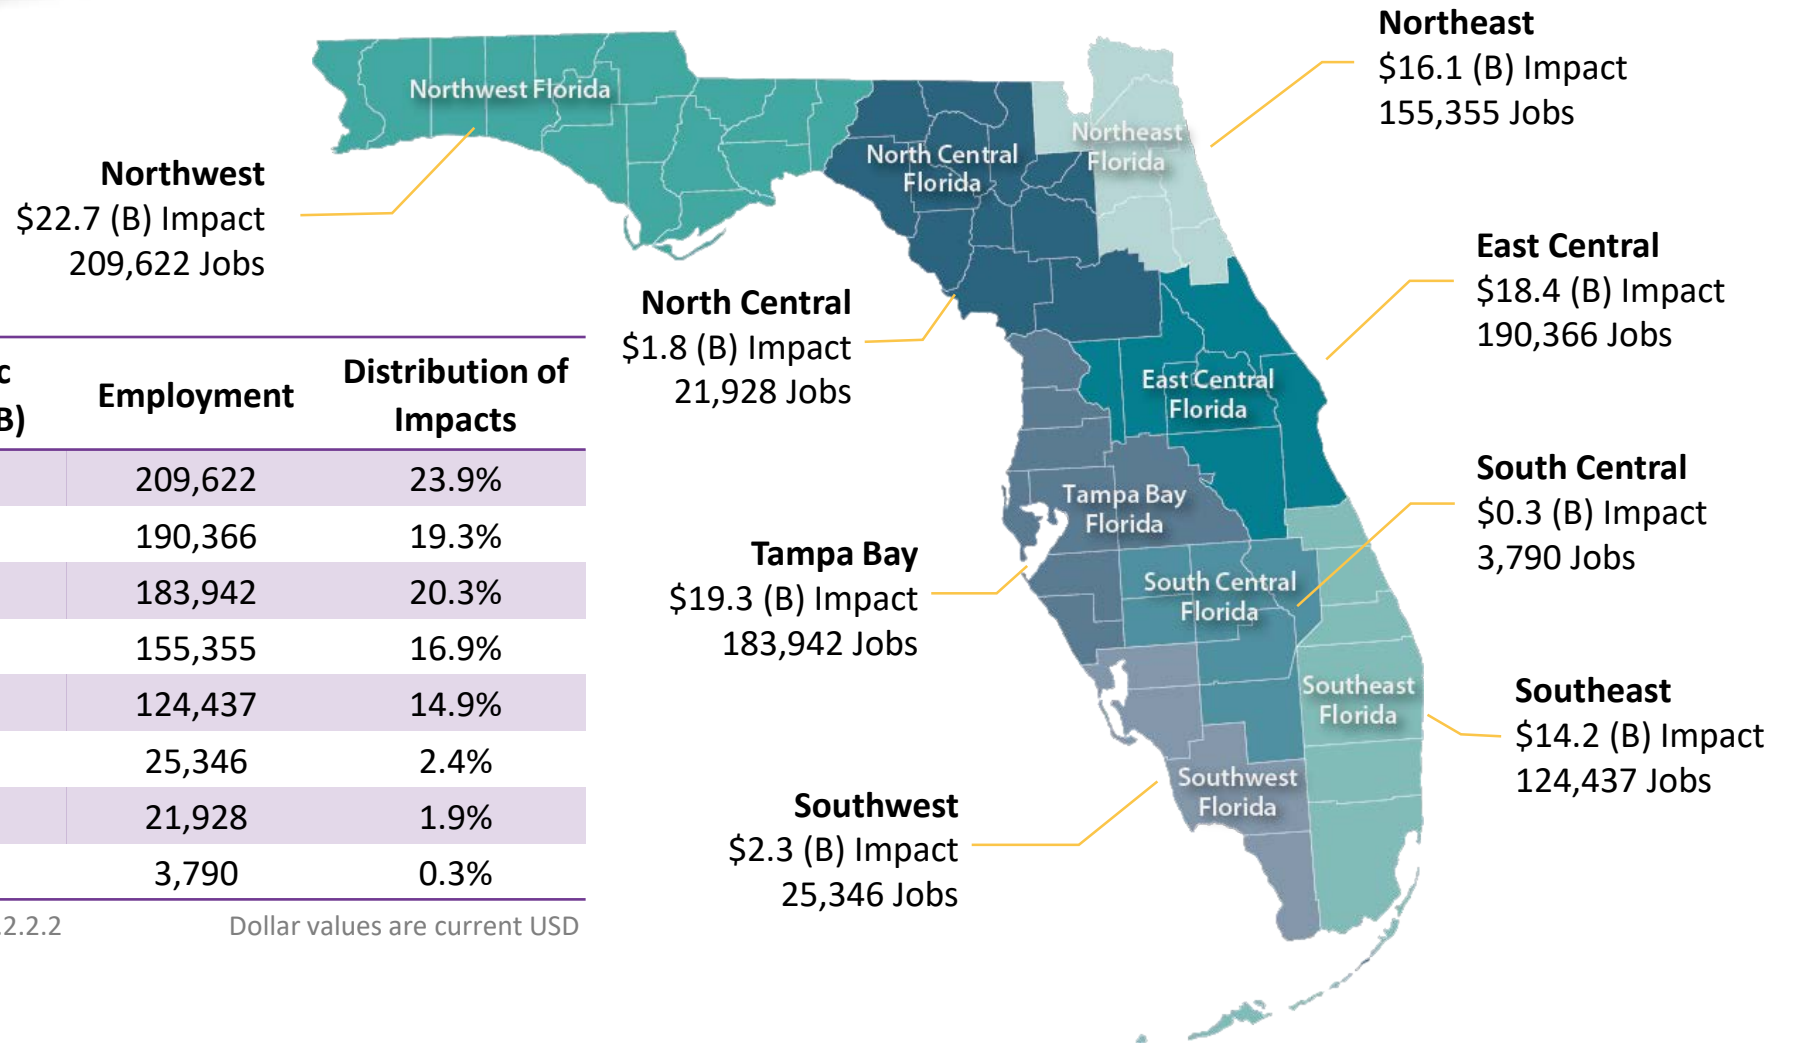 Northeast
$16.1 (B) Impact
155,355 Jobs
Northwest Florida
Northeast
Florida
North Central
Florida
Northwest
$22.7 (B) Impact
209,622 Jobs
East Central
$18.4 (B) Impact
190,366 Jobs
North Central
$1.8 (B) Impact
21,928 Jobs
East Central
Florida
South Central
$0.3 (B) Impact
3,790 Jobs
Tampa Bay
Florida
Tampa Bay
$19.3 (B) Impact
183,942 Jobs
South Central
Florida
Southeast
Florida
Southeast
$14.2 (B) Impact
124,437 Jobs
Southwest
Florida
Southwest
$2.3 (B) Impact
25,346 Jobs
c Distribution of
B) Employment Impacts
209,622 23.9%
190,366 19.3%
183,942 20.3%
155,355 16.9%
124,437 14.9%
25,346 2.4%
21,928 1.9%
3,790 0.3%
.2.2.2 Dollar values are current USD